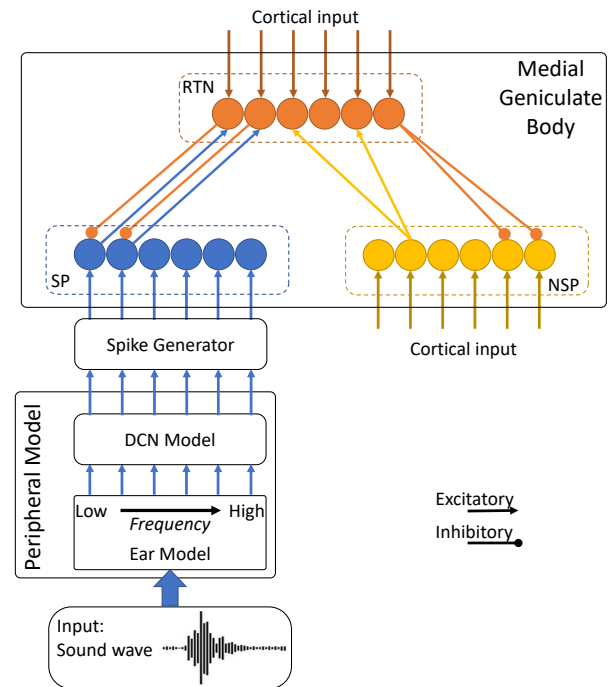 Cortical input
RTN
Medial
Geniculate
Body
SP
NSP
Cortical input
Spike Generator
Peripheral Model
DCN Model
Low
High
Frequency
Ear Model
Excitatory
Inhibitory
Input:
Sound wave